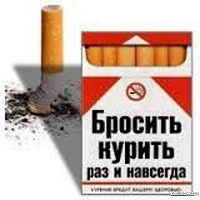 Бросить
курить
раз и навсегда
КУРЕНИЕ ВРЕДИТ ВАШЕМУ ЗДОРОВЬЮ